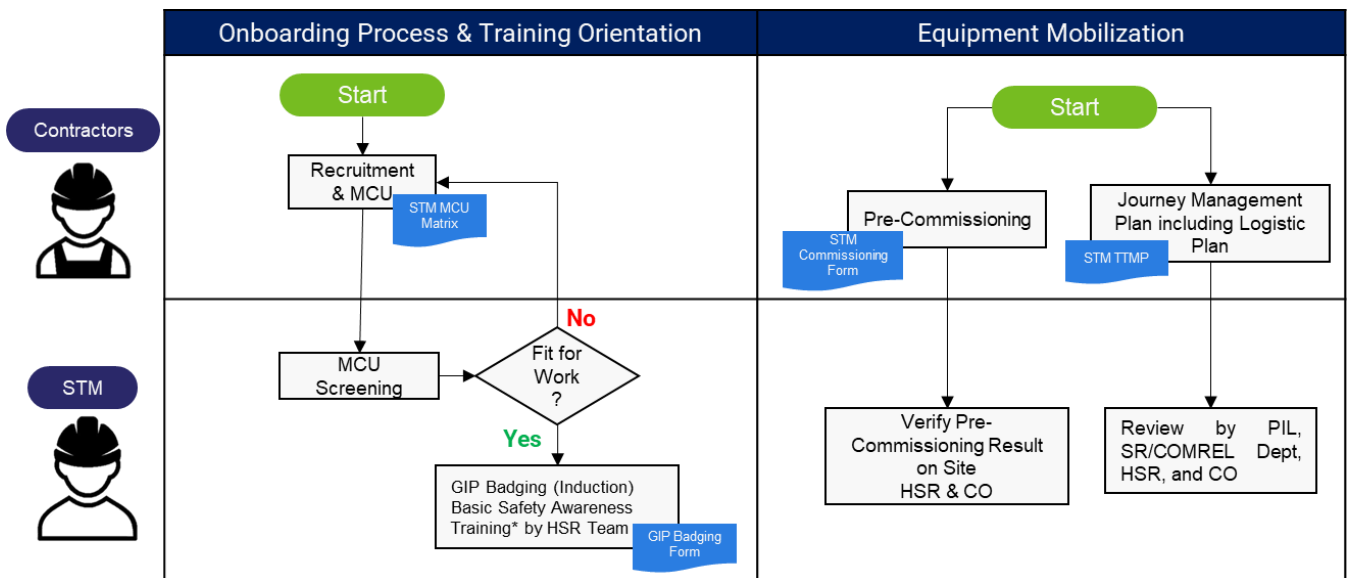 Onboarding Process & Training Orientation
Equipment Mobilization
Contractors
Start
Recruitment
& MCU
STM MCU
Matrix
Start
Pre-Commissioning
STM
Commissioning
Form
Journey Management
Plan including Logistic
Plan
STM TTMP
STM
MCU
Screening
No
Fit for
Work
?
Yes
GIP Badging (Induction)
Basic Safety Awareness
Training* by HSR Team
GIP Badging
Form
Verify Pre-
Commissioning Result
on Site
HSR & CO
Review by PIL,
SR/COMREL Dept,
HSR, and CO